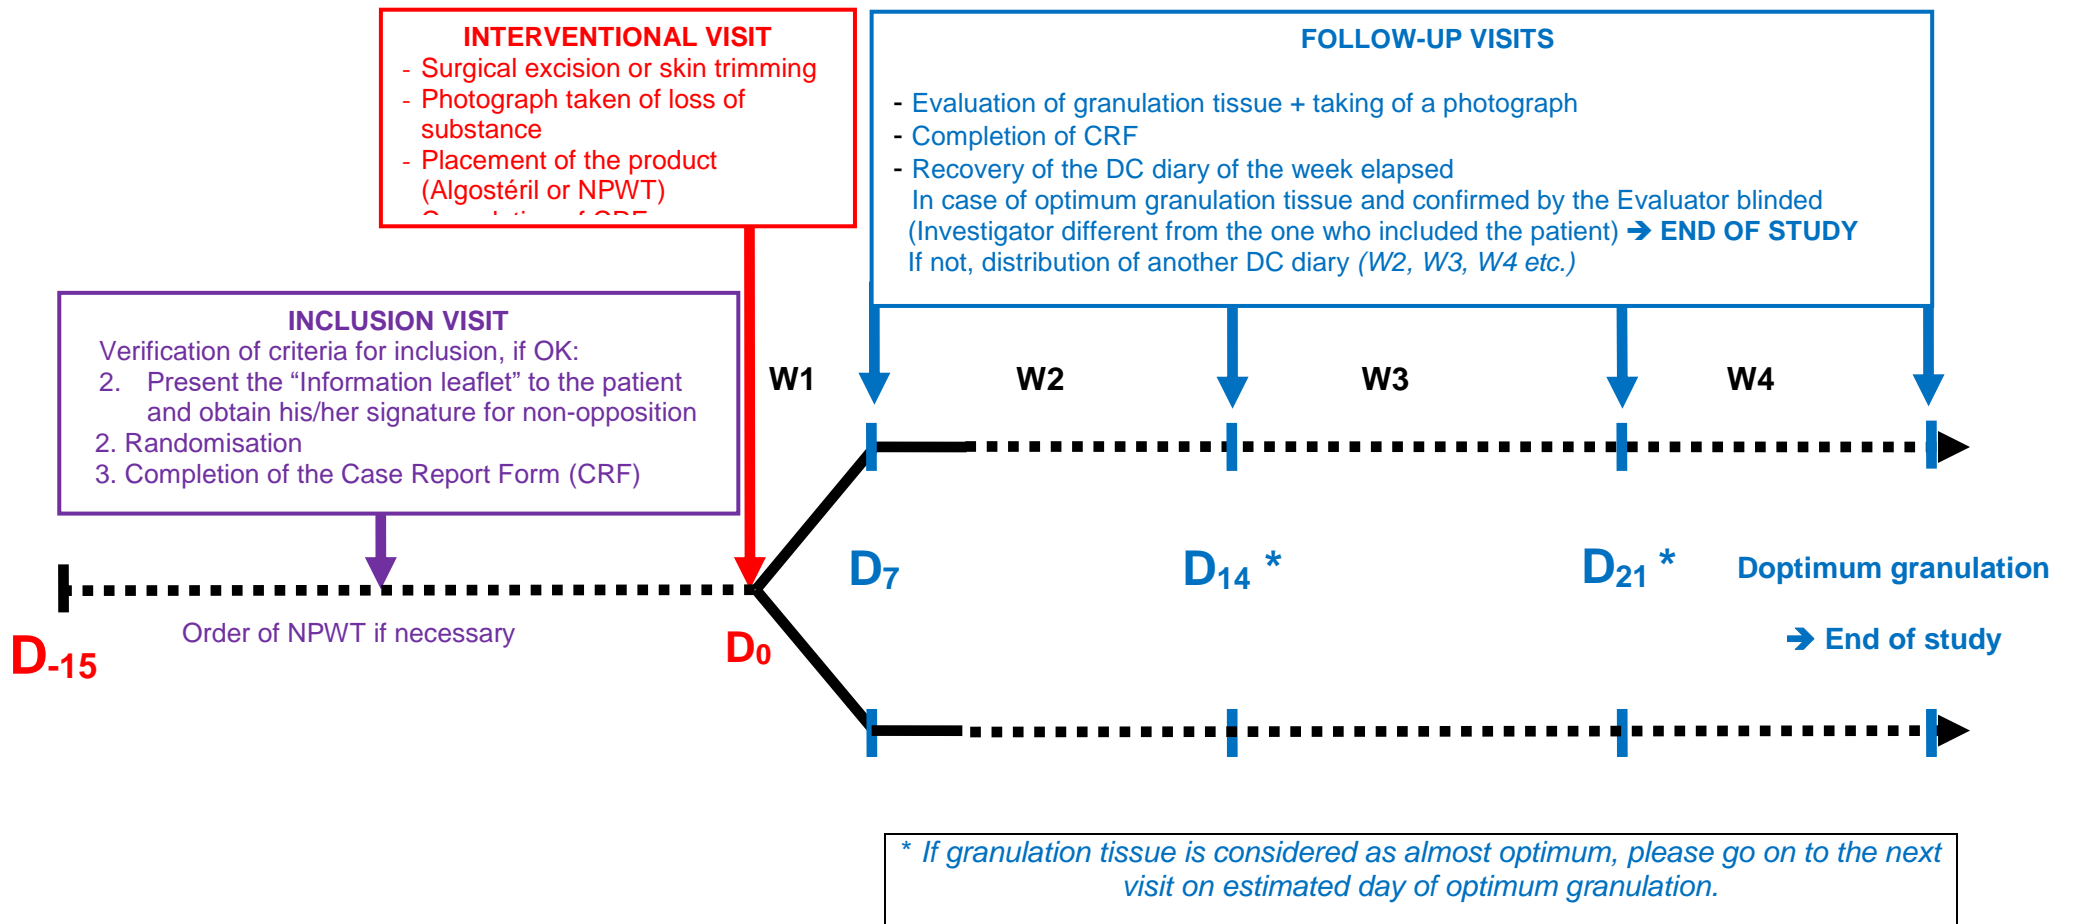 INTERVENTIONAL VISIT
- Surgical excision or skin trimming
- Photograph taken of loss of
substance
- Placement of the product
(Algostéril or NPWT)
FOLLOW-UP VISITS
- Evaluation of granulation tissue + taking of a photograph
- Completion of CRF
- Recovery of the DC diary of the week elapsed
In case of optimum granulation tissue and confirmed by the Evaluator blinded
(Investigator different from the one who included the patient) ➔ END OF STUDY
If not, distribution of another DC diary (W2, W3, W4 etc.)
INCLUSION VISIT
Verification of criteria for inclusion, if OK:
2. Present the “Information leaflet” to the patient
and obtain his/her signature for non-opposition
2. Randomisation
3. Completion of the Case Report Form (CRF)
W1 W2 W3 W4
D7 D14 * D21 * Doptimum granulation
➔ End of study
Order of NPWT if necessary
D-15 D0
* If granulation tissue is considered as almost optimum, please go on to the next
visit on estimated day of optimum granulation.